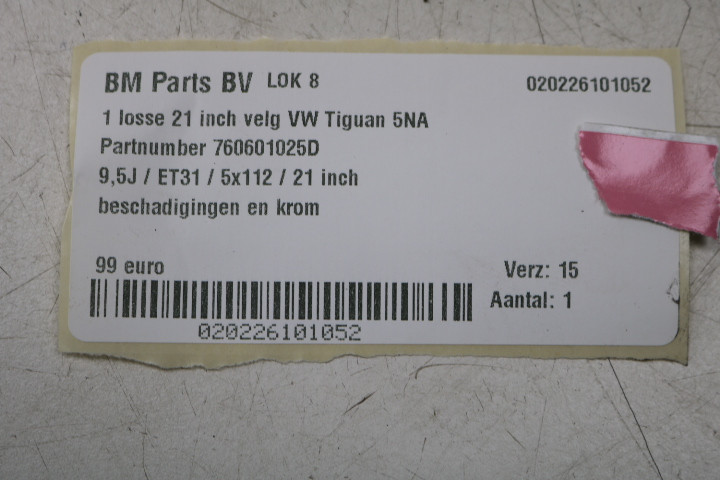 BM Parts BV LOK 8 020226101052
1 losse 21 inch velg VW Tiguan 5NA
Partnumber 760601025D
9,5J / ET31 / 5x112 / 21 inch
beschadigingen en krom
99 euro Verz: 15
Aantal: 1
020226101052